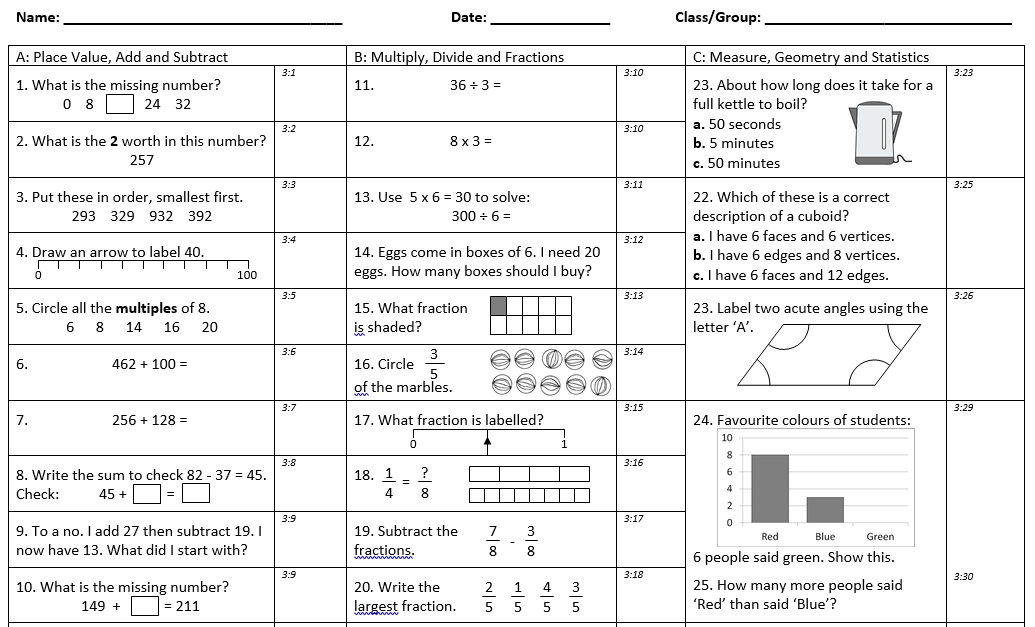 Name: ___________________________________ Date: _______________ Class/Group: _______________________________
A: Place Value, Add and Subtract
1. What is the missing number?
0 8 24 32
3:1
2. What is the 2 worth in this number?
257
3:2
3. Put these in order, smallest first.
293 329 932 392
3:3
4. Draw an arrow to label 40.
0 100
3:4
5. Circle all the multiples of 8.
6 8 14 16 20
3:5
6. 462 + 100 =
3:6
7. 256 + 128 =
3:7
8. Write the sum to check 82 - 37 = 45.
Check: 45 + =
3:8
9. To a no. I add 27 then subtract 19. I
now have 13. What did I start with?
3:9
10. What is the missing number?
149 + = 211
3:9
B: Multiply, Divide and Fractions
11. 36 ÷ 3 =
3:10
12. 8 x 3 =
3:10
13. Use 5 x 6 = 30 to solve:
300 ÷ 6 =
3:11
14. Eggs come in boxes of 6. I need 20
eggs. How many boxes should I buy?
3:12
15. What fraction
is shaded?
3:13
16. Circle 3/5
of the marbles.
3:14
17. What fraction is labelled?
0 1
3:15
18. 1/4 = ?/8
3:16
19. Subtract the
fractions.
7/8 - 3/8
3:17
20. Write the
largest fraction.
2/5 1/5 4/5 3/5
3:18
C: Measure, Geometry and Statistics
23. About how long does it take for a
full kettle to boil?
a. 50 seconds
b. 5 minutes
c. 50 minutes
3:23
22. Which of these is a correct
description of a cuboid?
a. I have 6 faces and 6 vertices.
b. I have 6 edges and 8 vertices.
c. I have 6 faces and 12 edges.
3:25
23. Label two acute angles using the
letter ‘A’.
3:26
24. Favourite colours of students:
10
8
6
4
2
0
Red Blue Green
6 people said green. Show this.
3:29
25. How many more people said
‘Red’ than said ‘Blue’?
3:30